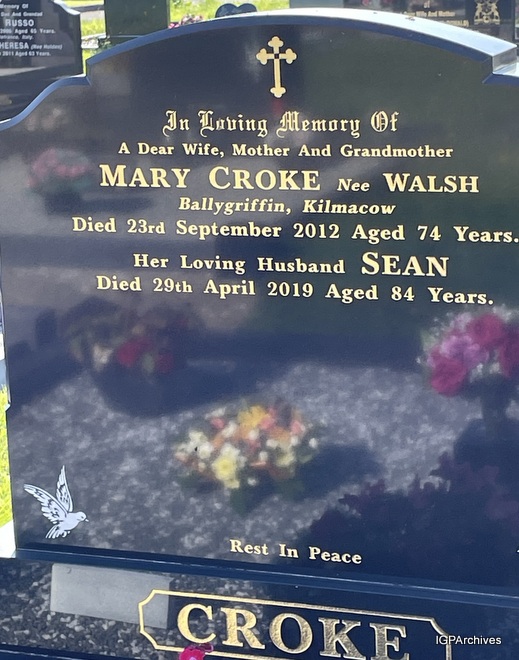 RUSSO
In Loving Memory Of
A Dear Wife, Mother And Grandmother
MARY CROKE Nee WALSH
Ballygriffin, Kilmacow
Died 23rd September 2012 Aged 74 Years.
Her Loving Husband SEAN
Died 29th April 2019 Aged 84 Years.
Rest In Peace
CROKE
IGPArchives